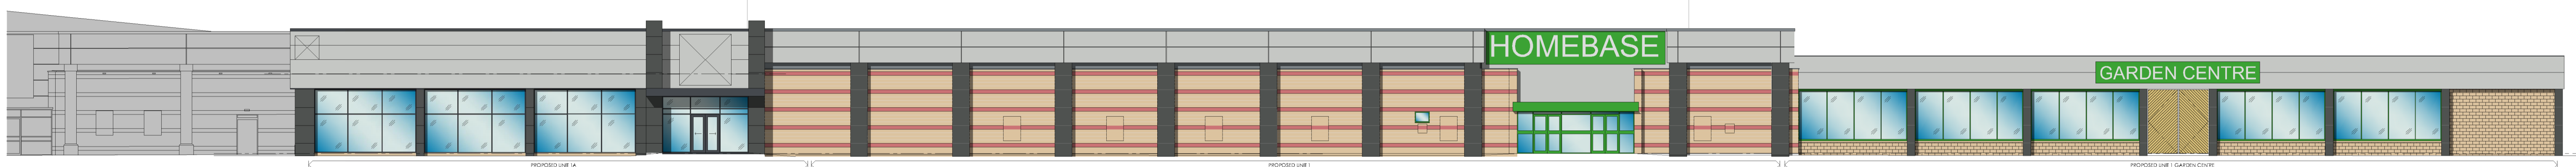 HOMEBASE
GARDEN CENTRE
PROPOSED UNIT 1A
PROPOSED UNIT 1
PROPOSED UNIT 1 GARDEN CENTRE